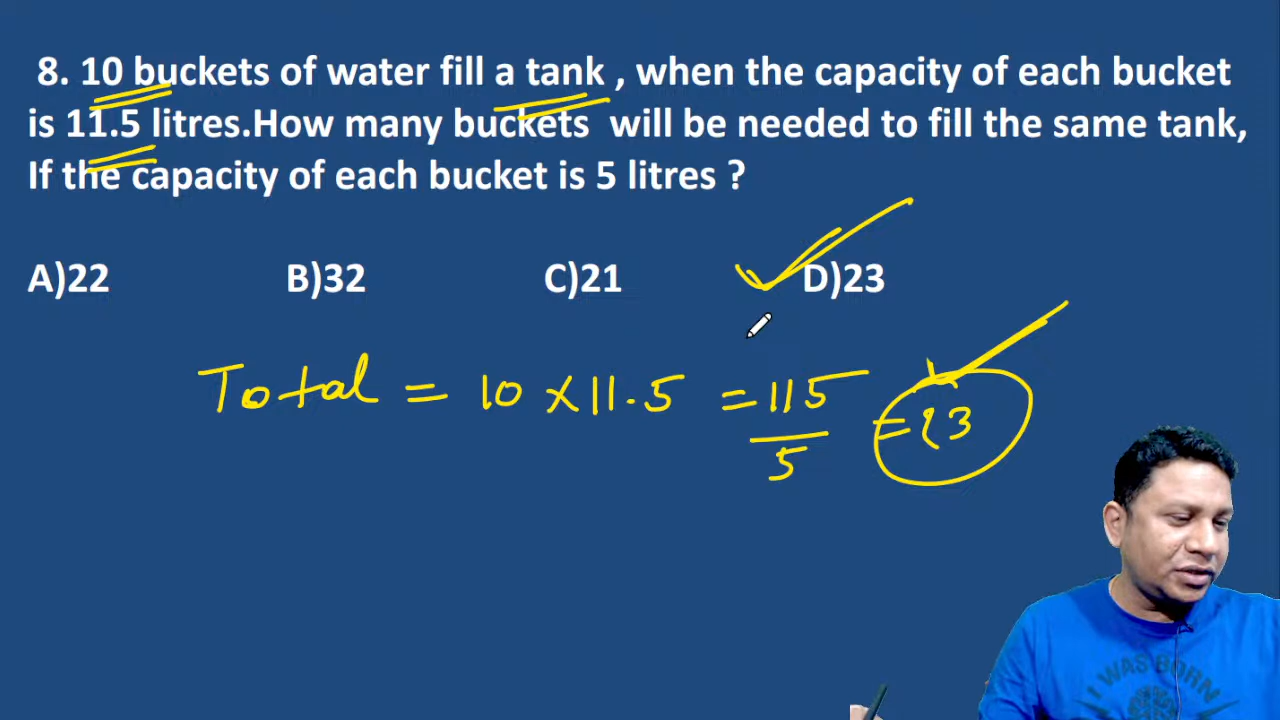 8. 10 buckets of water fill a tank , when the capacity of each bucket
is 11.5 litres.How many buckets will be needed to fill the same tank,
If the capacity of each bucket is 5 litres ?
A)22 B)32 C)21 D)23
Total = 10 × 11.5 = 115 = 23
5
I WAS BORN